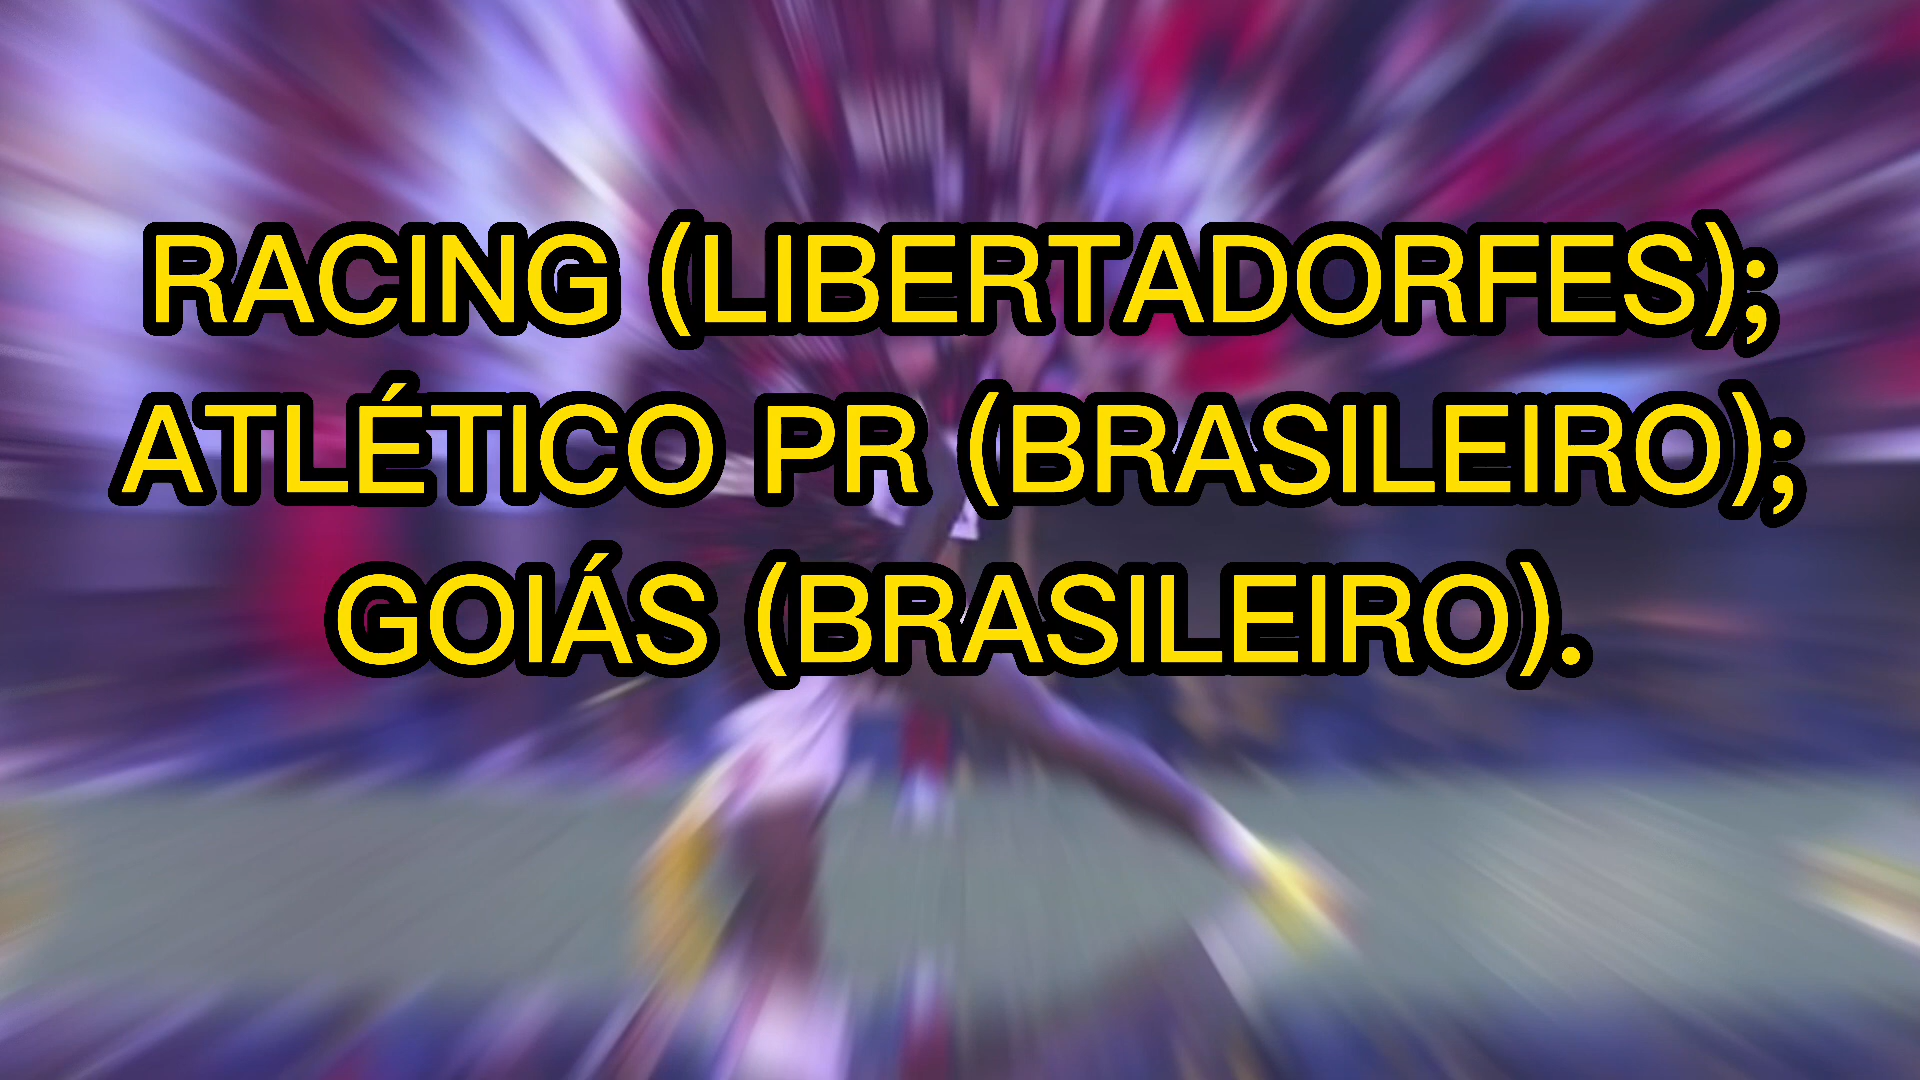 RACING (LIBERTADORFES);
ATLÉTICO PR (BRASILEIRO);
GOIÁS (BRASILEIRO).